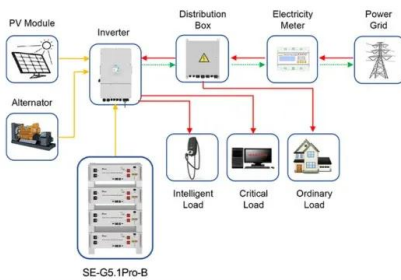 PV Module
Inverter
Distribution
Box
Electricity
Meter
Power
Grid
Alternator
Intelligent
Load
Critical
Load
Ordinary
Load
SE-G5.1Pro-B